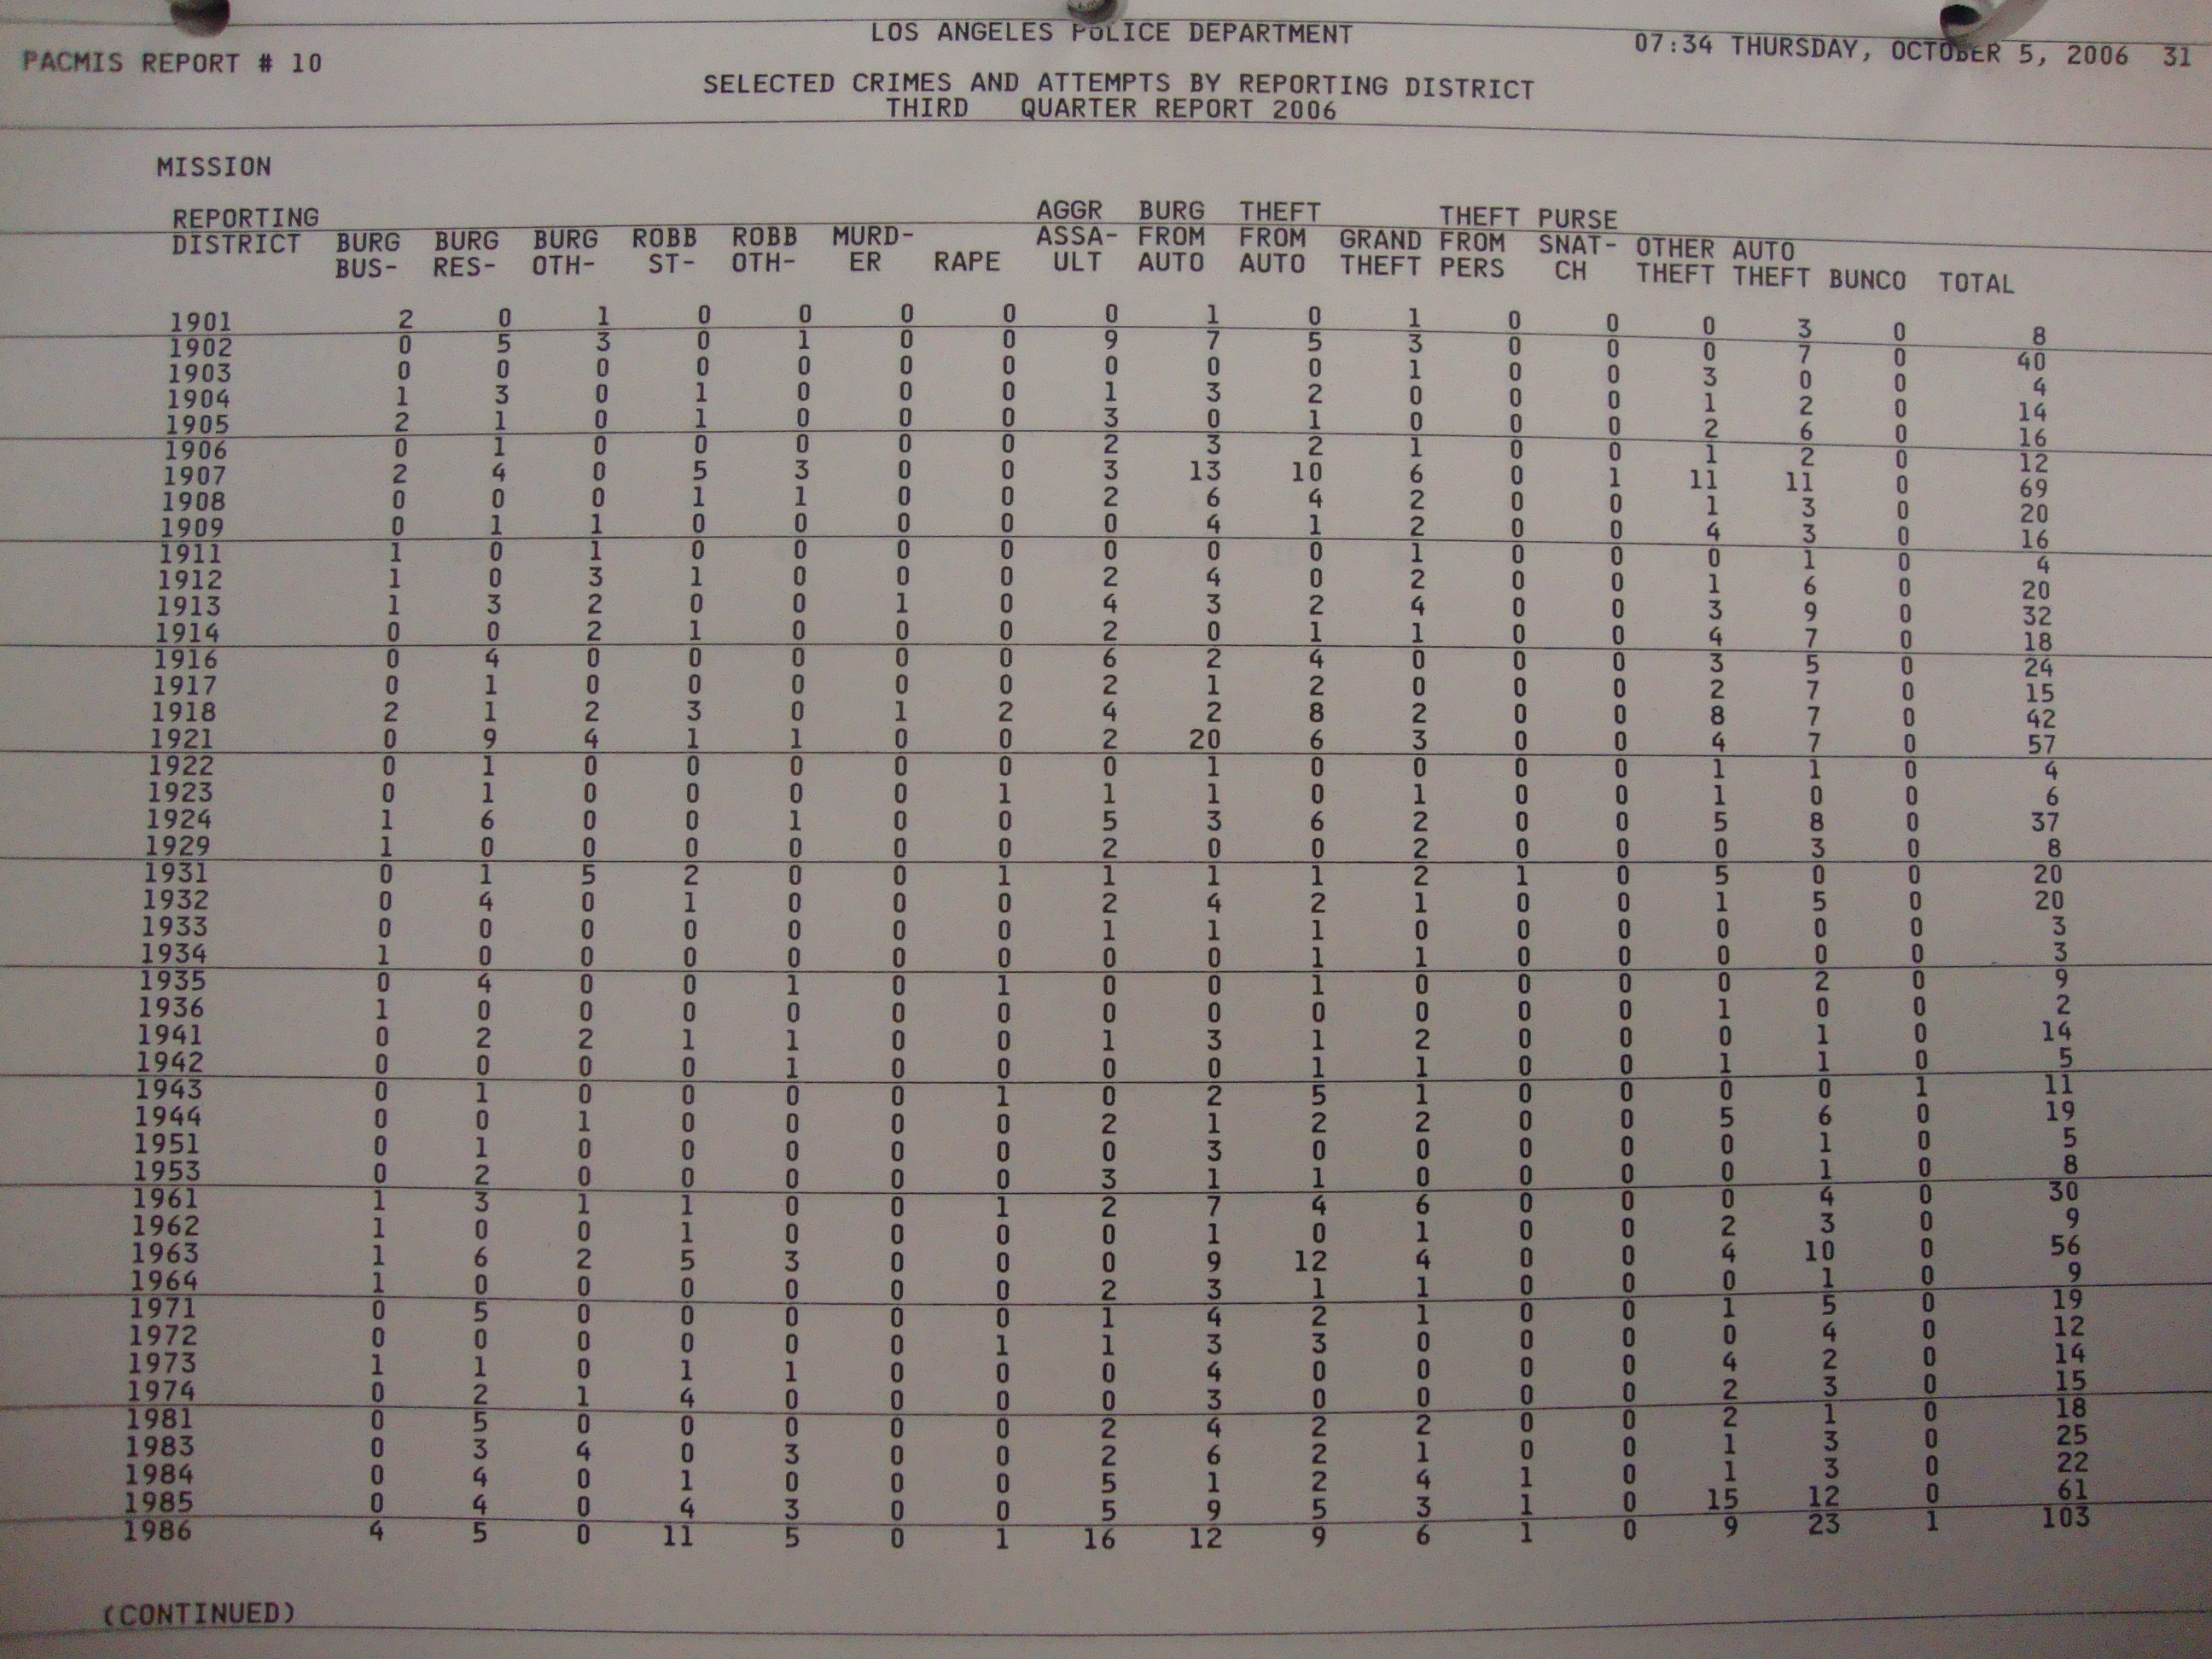 LOS ANGELES POLICE DEPARTMENT
PACMIS REPORT # 10 07:34 THURSDAY, OCTOBER 5, 2006 31
SELECTED CRIMES AND ATTEMPTS BY REPORTING DISTRICT
THIRD QUARTER REPORT 2006
MISSION
REPORTING AGGR BURG THEFT THEFT PURSE
DISTRICT BURG BURG BURG ROBB ROBB MURD- ASSA- FROM FROM GRAND FROM SNAT- OTHER AUTO
BUS- RES- OTH- ST- OTH- ER RAPE ULT AUTO AUTO THEFT PERS CH THEFT THEFT BUNCO TOTAL
1901 2 0 1 0 0 0 0 0 1 0 1 0 0 0 3 0 8
1902 0 5 3 0 1 0 0 9 7 5 3 0 0 0 7 0 40
1903 0 0 0 0 0 0 0 0 0 0 1 0 0 3 0 0 4
1904 1 3 0 1 0 0 0 1 3 2 0 0 0 1 2 0 14
1905 2 1 0 1 0 0 0 3 0 1 0 0 0 2 6 0 16
1906 0 1 0 0 0 0 0 2 3 2 1 0 0 1 2 0 12
1907 2 4 0 5 3 0 0 3 13 10 6 0 1 11 11 0 69
1908 0 0 0 1 1 0 0 2 6 4 2 0 0 1 3 0 20
1909 0 1 1 0 0 0 0 0 4 1 2 0 0 4 3 0 16
1911 1 0 1 0 0 0 0 0 0 0 1 0 0 0 1 0 4
1912 1 0 3 1 0 0 0 2 4 0 2 0 0 1 6 0 20
1913 1 3 2 0 0 1 0 4 3 2 4 0 0 3 9 0 32
1914 0 0 2 1 0 0 0 2 0 1 1 0 0 4 7 0 18
1916 0 4 0 0 0 0 0 6 2 4 0 0 0 3 5 0 24
1917 0 1 0 0 0 0 0 2 1 2 0 0 0 2 7 0 15
1918 2 1 2 3 0 1 2 4 2 8 2 0 0 8 7 0 42
1921 0 9 4 1 1 0 0 2 20 6 3 0 0 4 7 0 57
1922 0 1 0 0 0 0 0 0 1 0 0 0 0 1 1 0 4
1923 0 1 0 0 0 0 1 1 1 0 1 0 0 1 0 0 6
1924 1 6 0 0 1 0 0 5 3 6 2 0 0 5 8 0 37
1929 1 0 0 0 0 0 0 2 0 0 2 0 0 0 3 0 8
1931 0 1 5 2 0 0 1 1 1 1 2 1 0 5 0 0 20
1932 0 4 0 1 0 0 0 2 4 2 1 0 0 1 5 0 20
1933 0 0 0 0 0 0 0 1 1 1 0 0 0 0 0 0 3
1934 1 0 0 0 0 0 0 0 0 1 1 0 0 0 0 0 3
1935 0 4 0 0 1 0 1 0 0 1 0 0 0 0 2 0 9
1936 1 0 0 0 0 0 0 0 0 0 0 0 0 1 0 0 2
1941 0 2 2 1 1 0 0 1 3 1 2 0 0 0 1 0 14
1942 0 0 0 0 1 0 0 0 0 1 1 0 0 1 1 0 5
1943 0 1 0 0 0 0 1 0 2 5 1 0 0 0 0 1 11
1944 0 0 1 0 0 0 0 2 1 2 2 0 0 5 6 0 19
1951 0 1 0 0 0 0 0 0 3 0 0 0 0 0 1 0 5
1953 0 2 0 0 0 0 0 3 1 1 0 0 0 0 1 0 8
1961 1 3 1 1 0 0 1 2 7 4 6 0 0 0 4 0 30
1962 1 0 0 1 0 0 0 0 1 0 1 0 0 2 3 0 9
1963 1 6 2 5 3 0 0 0 9 12 4 0 0 4 10 0 56
1964 1 0 0 0 0 0 0 2 3 1 1 0 0 0 1 0 9
1971 0 5 0 0 0 0 0 1 4 2 1 0 0 1 5 0 19
1972 0 0 0 0 0 0 1 1 3 3 0 0 0 0 4 0 12
1973 1 1 0 1 1 0 0 0 4 0 0 0 0 4 2 0 14
1974 0 2 1 4 0 0 0 0 3 0 0 0 0 2 3 0 15
1981 0 5 0 0 0 0 0 2 4 2 2 0 0 2 1 0 18
1983 0 3 4 0 3 0 0 2 6 2 1 0 0 1 3 0 25
1984 0 4 0 1 0 0 0 5 1 2 4 1 0 1 3 0 22
1985 0 4 0 4 3 0 0 5 9 5 3 1 0 15 12 0 61
1986 4 5 0 11 5 0 1 16 12 9 6 1 0 9 23 1 103
(CONTINUED)